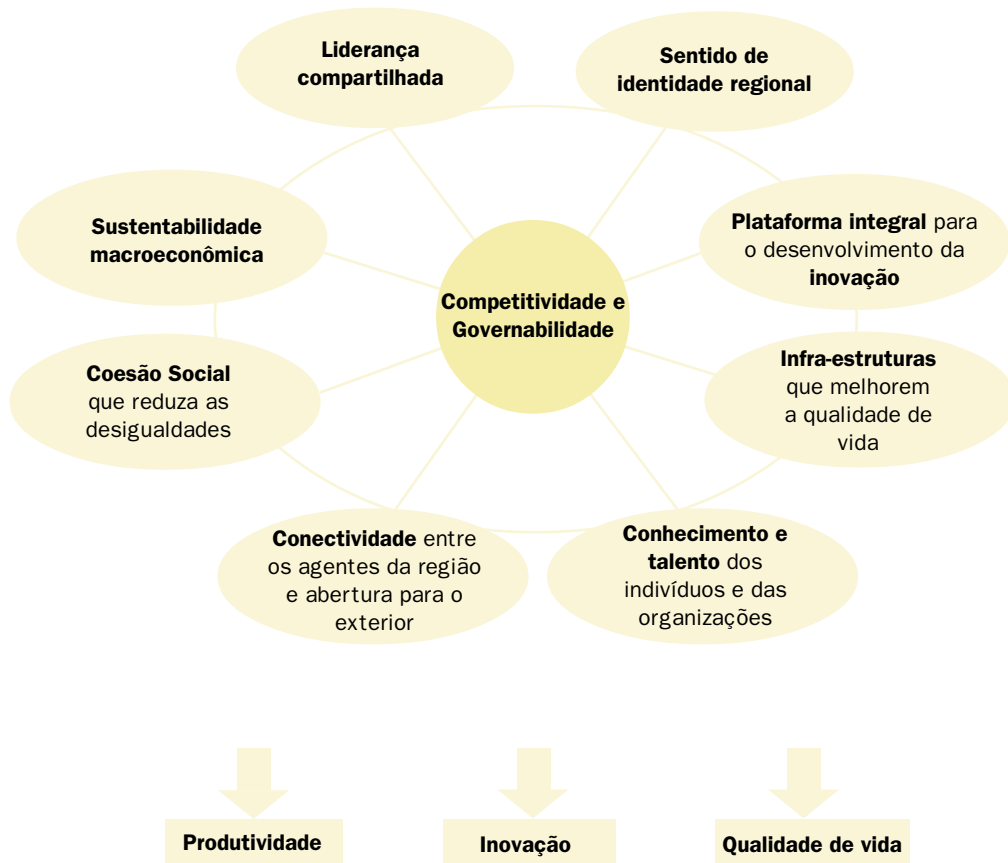 Liderança
compartilhada
Sentido de
identidade regional
Sustentabilidade
macroeconômica
Plataforma integral para
o desenvolvimento da
inovação
Competitividade e
Governabilidade
Coesão Social
que reduza as
desigualdades
Infra-estruturas
que melhorem
a qualidade de
vida
Conectividade entre
os agentes da região
e abertura para o
exterior
Conhecimento e
talento dos
indivíduos e das
organizações
Produtividade
Inovação
Qualidade de vida